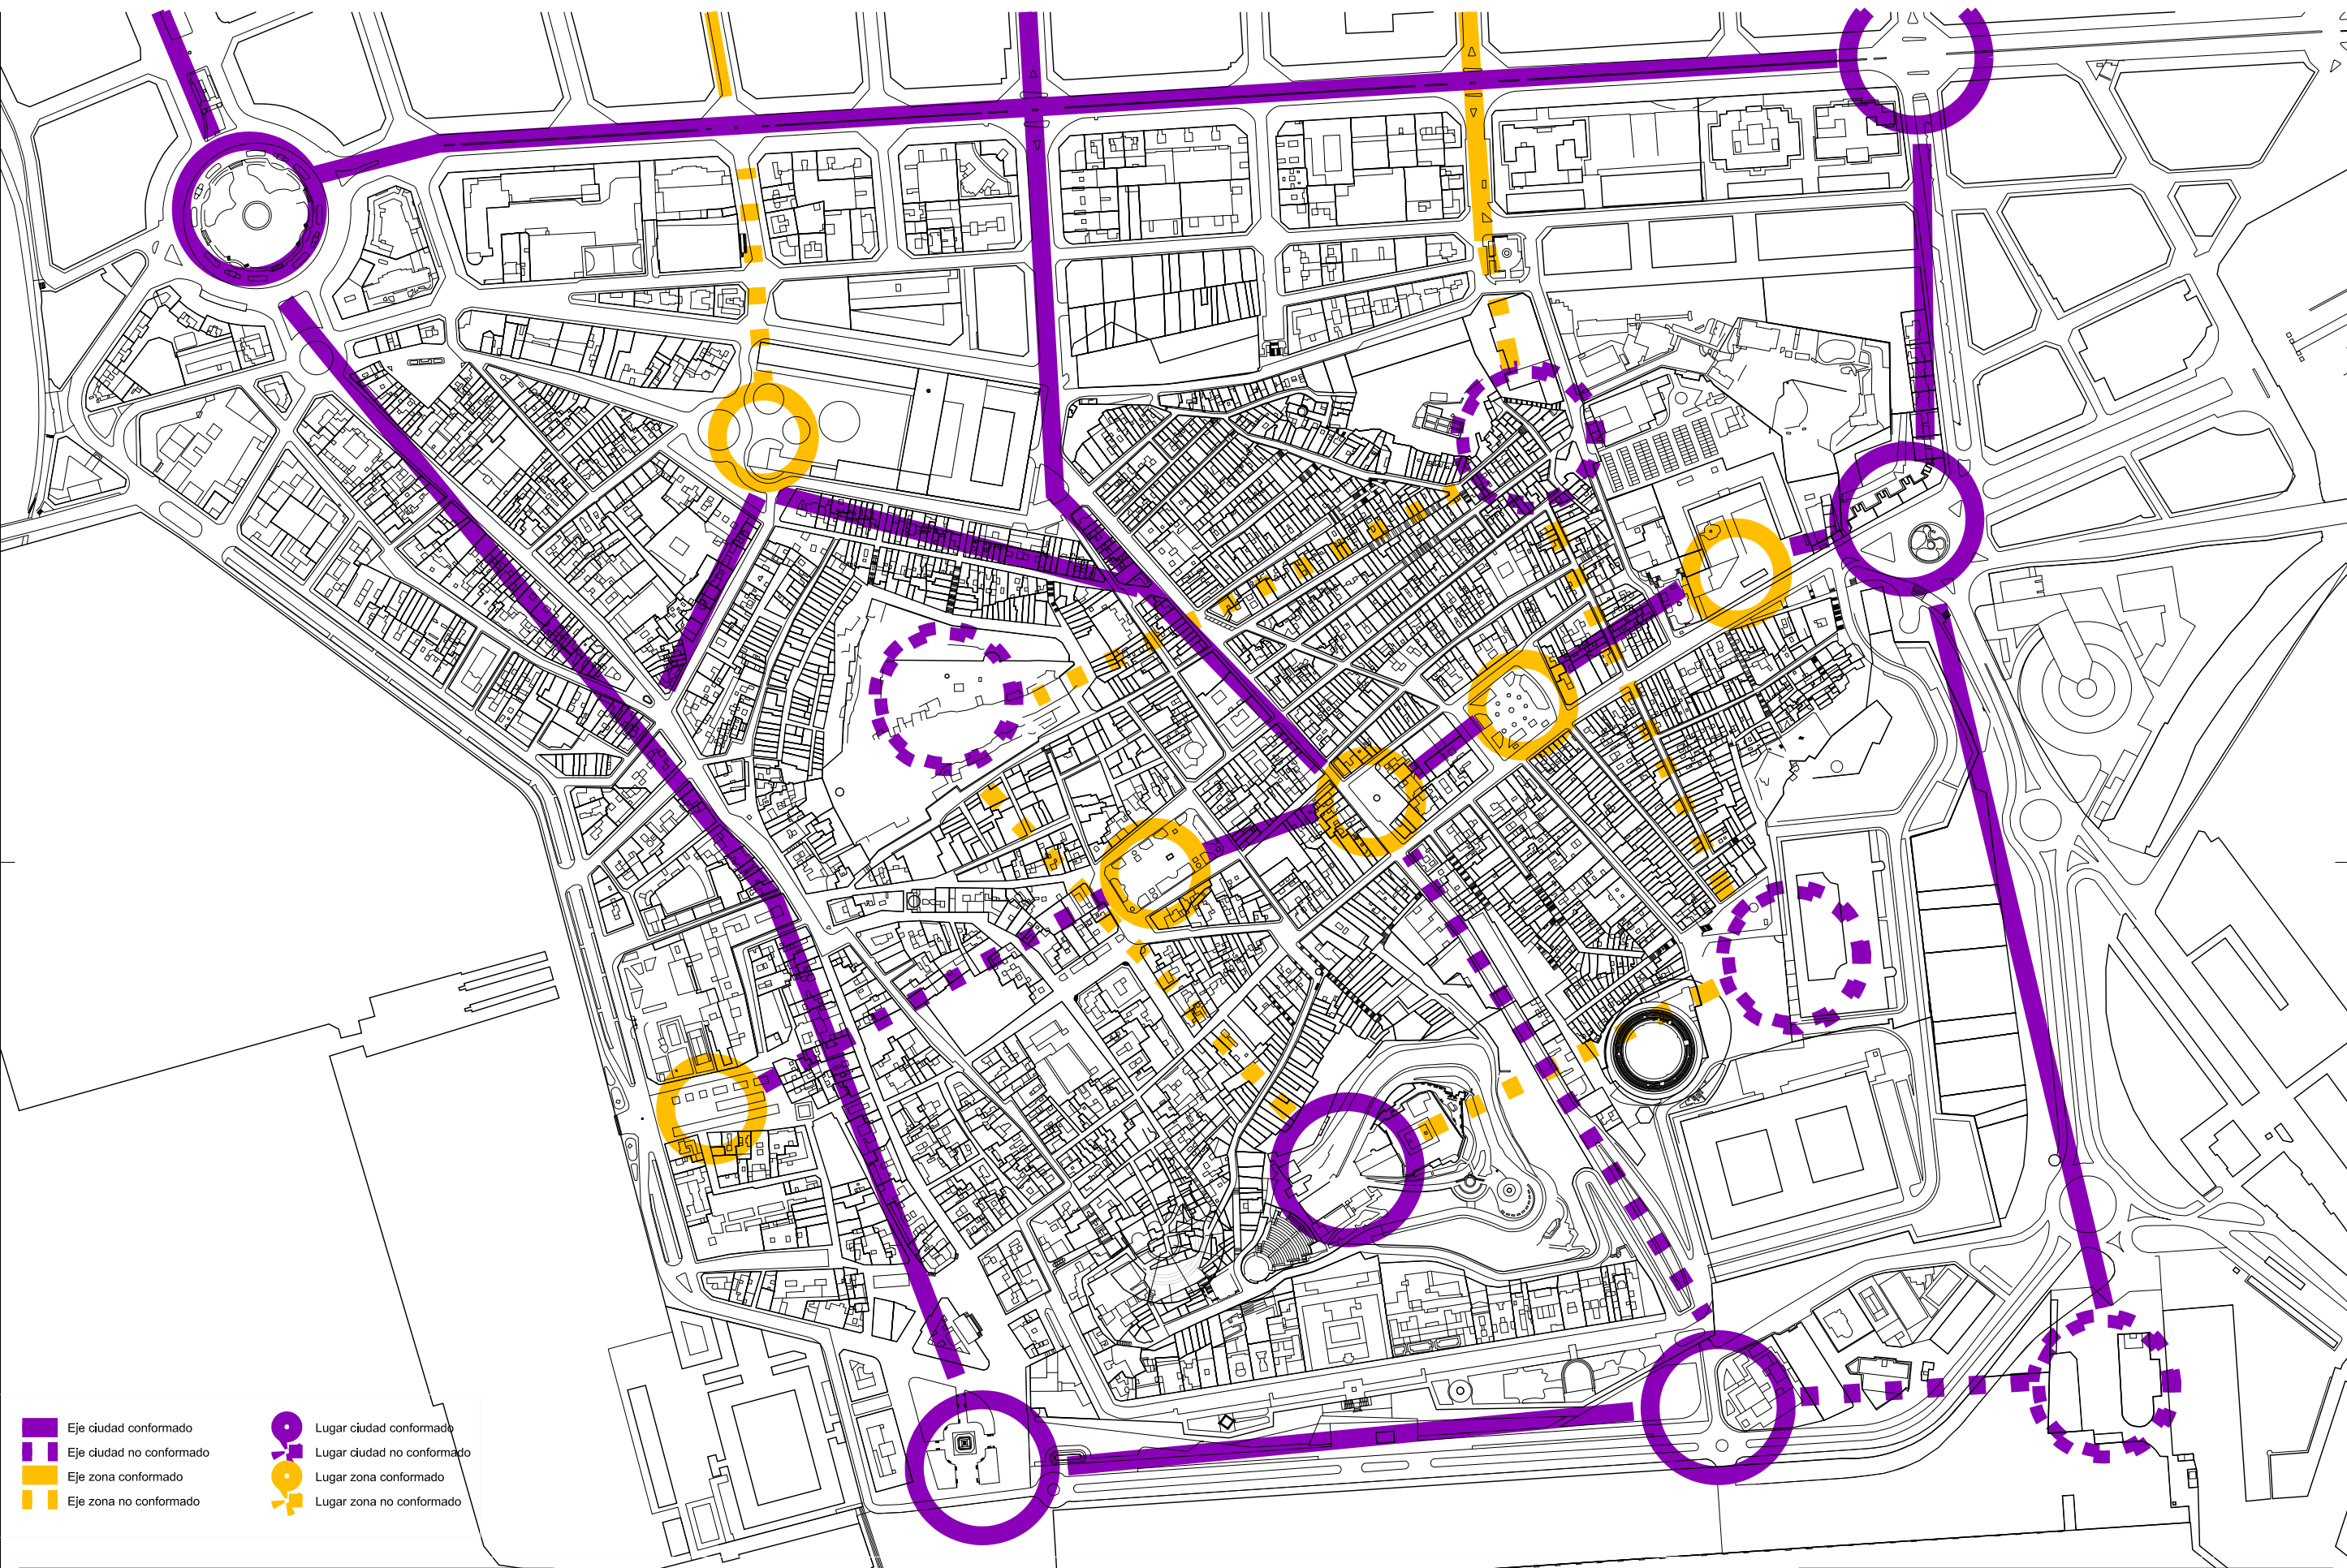 Eje ciudad conformado
Eje ciudad no conformado
Eje zona conformado
Eje zona no conformado
Lugar ciudad conformado
Lugar ciudad no conformado
Lugar zona conformado
Lugar zona no conformado